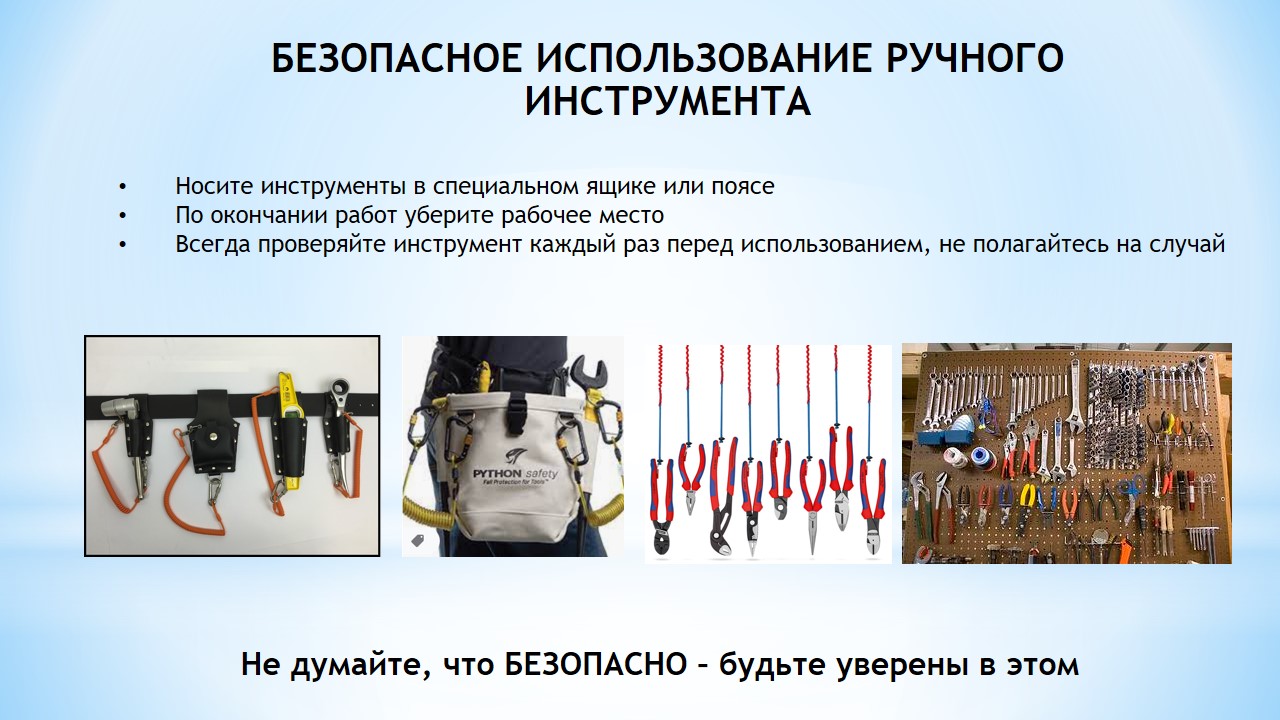 БЕЗОПАСНОЕ ИСПОЛЬЗОВАНИЕ РУЧНОГО
ИНСТРУМЕНТА
• Носите инструменты в специальном ящике или поясе
• По окончании работ уберите рабочее место
• Всегда проверяйте инструмент каждый раз перед использованием, не полагайтесь на случай
PYTHON safety
Fall Protection for Tools™
Не думайте, что БЕЗОПАСНО – будьте уверены в этом